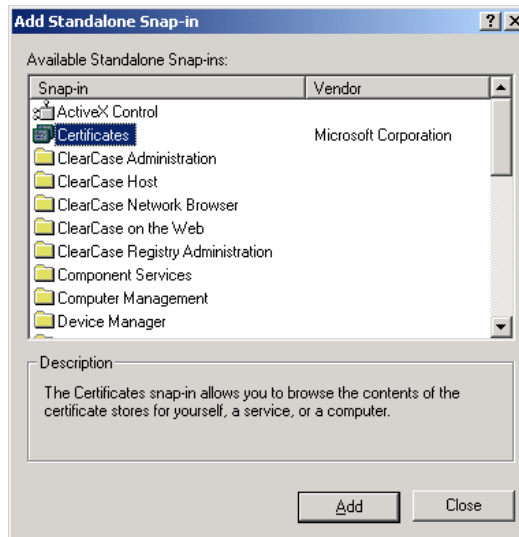 Add Standalone Snap-in
Available Standalone Snap-ins:
Snap-in Vendor
ActiveX Control
Certificates Microsoft Corporation
ClearCase Administration
ClearCase Host
ClearCase Network Browser
ClearCase on the Web
ClearCase Registry Administration
Component Services
Computer Management
Device Manager
Description
The Certificates snap-in allows you to browse the contents of the
certificate stores for yourself, a service, or a computer.
Add Close